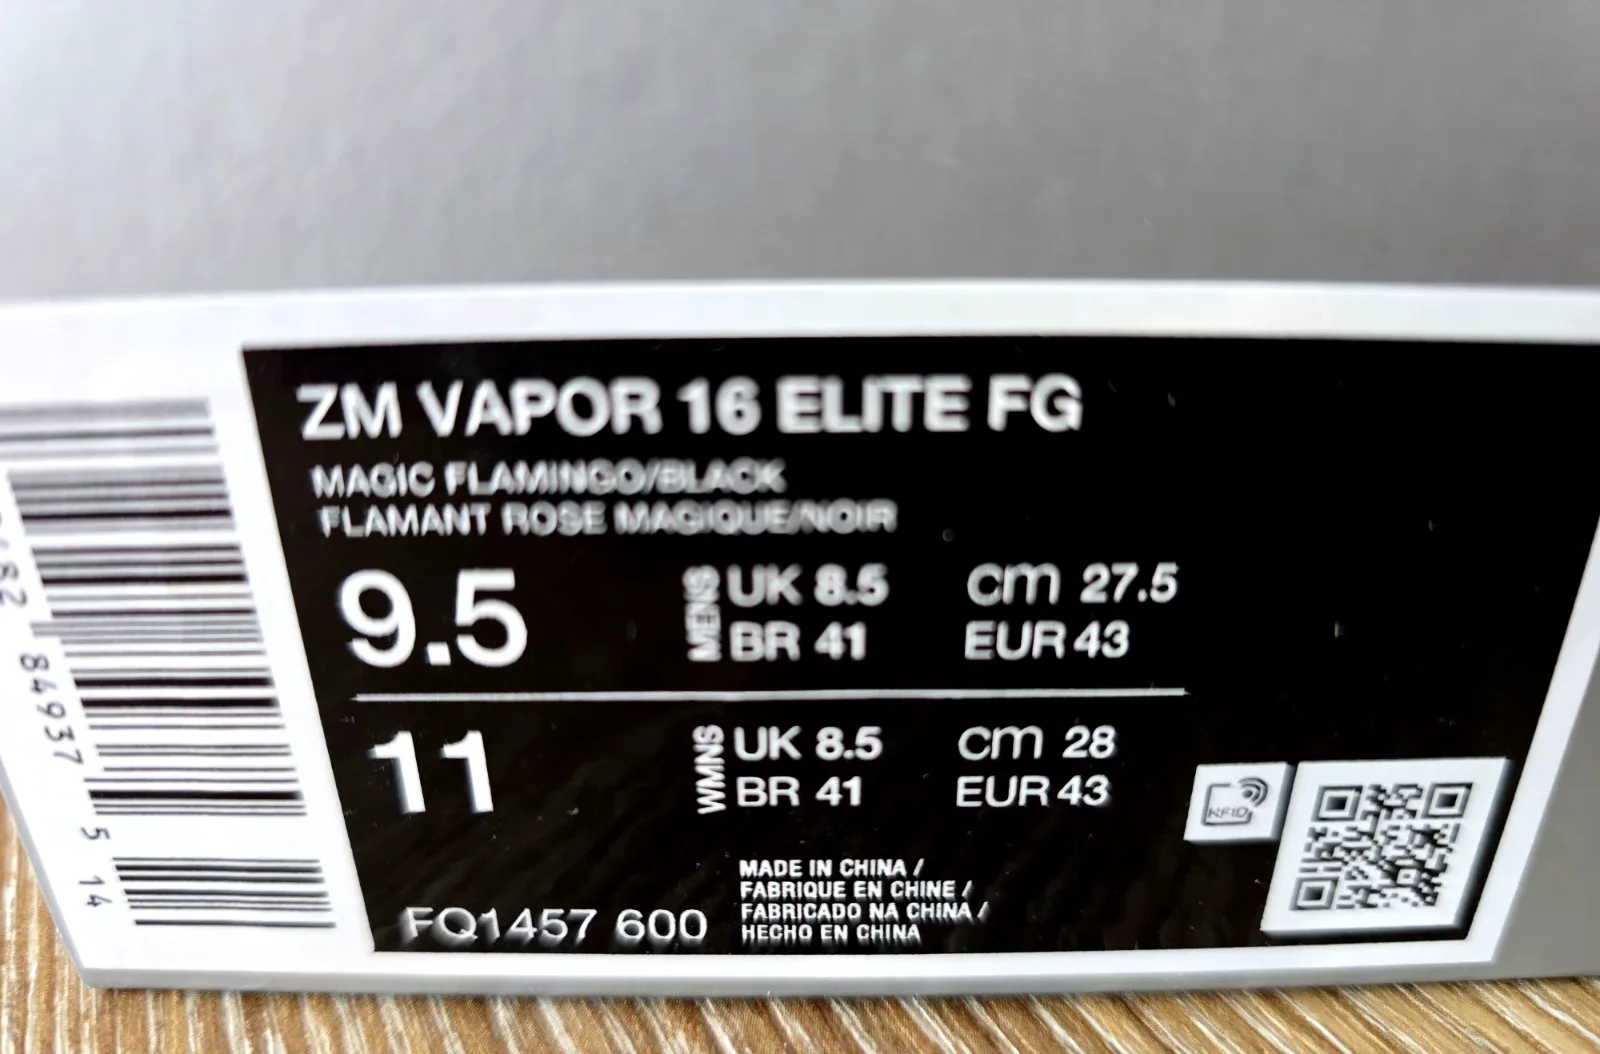 ZM VAPOR 16 ELITE FG
MAGIC FLAMINGO/BLACK
FLAMANT ROSE MAGIQUE/NOIR
9.5
MENS
UK 8.5 cm 27.5
BR 41 EUR 43
11
WMNS
UK 8.5 cm 28
BR 41 EUR 43
FQ1457 600
MADE IN CHINA /
FABRIQUE EN CHINE /
FABRICADO NA CHINA /
HECHO EN CHINA
RFID
84937 5 14